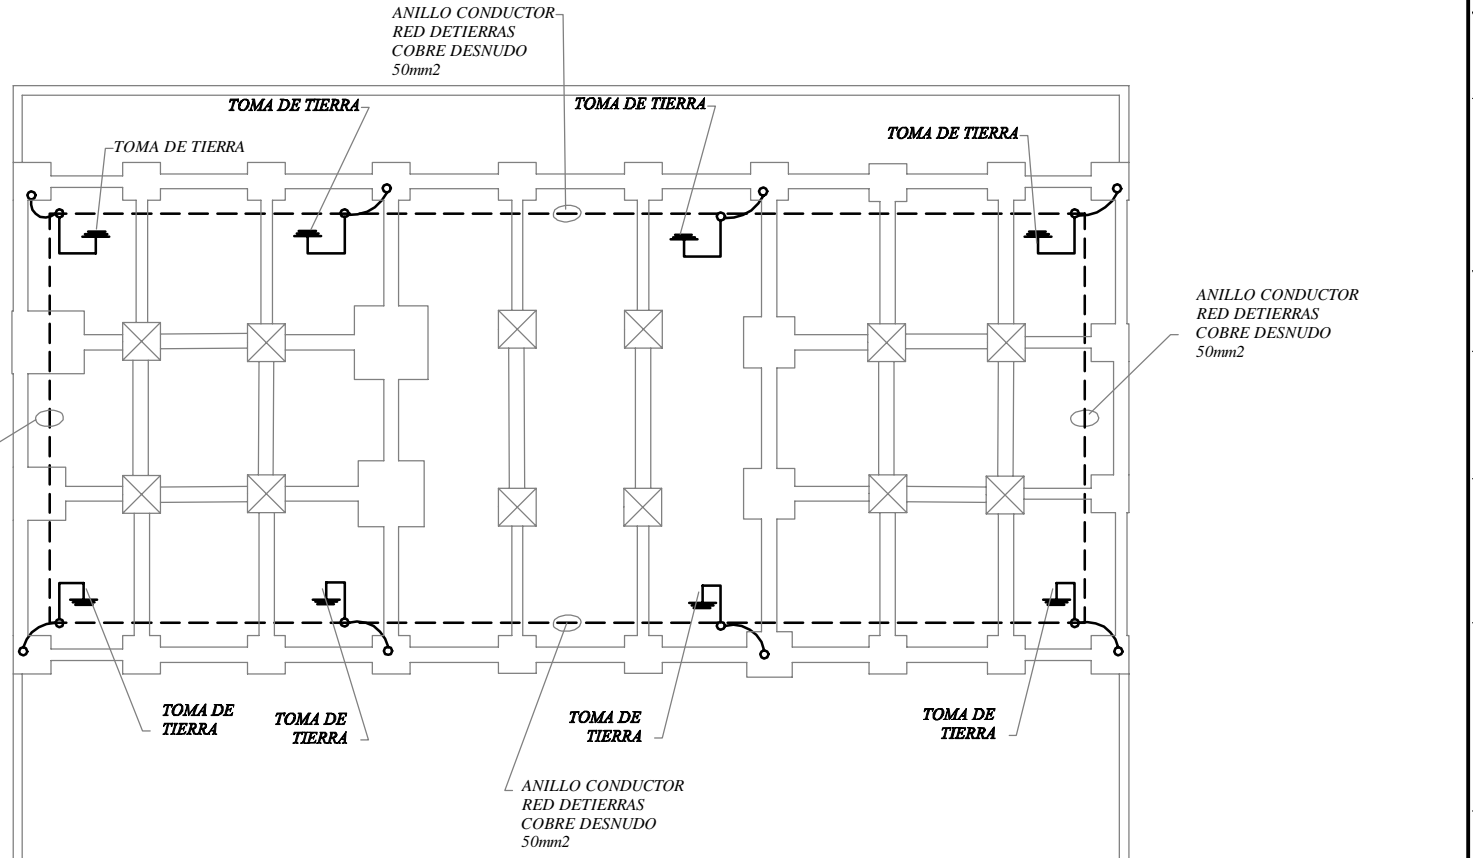 ANILLO CONDUCTOR
RED DETIERRAS
COBRE DESNUDO
50mm2
TOMA DE TIERRA
TOMA DE TIERRA
TOMA DE TIERRA
TOMA DE TIERRA
ANILLO CONDUCTOR
RED DETIERRAS
COBRE DESNUDO
50mm2
TOMA DE
TIERRA
TOMA DE
TIERRA
TOMA DE
TIERRA
TOMA DE
TIERRA
ANILLO CONDUCTOR
RED DETIERRAS
COBRE DESNUDO
50mm2